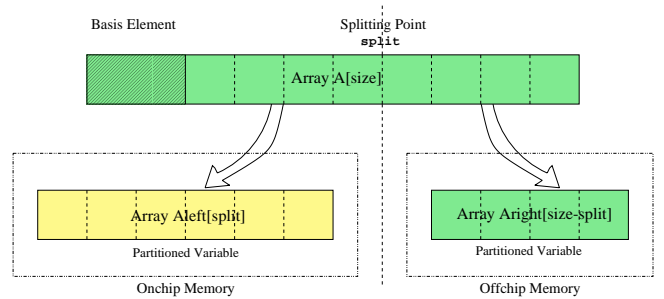 Basis Element
Splitting Point
split
Array A[size]
Array Aleft[split]
Array Aright[size-split]
Partitioned Variable
Partitioned Variable
Onchip Memory
Offchip Memory